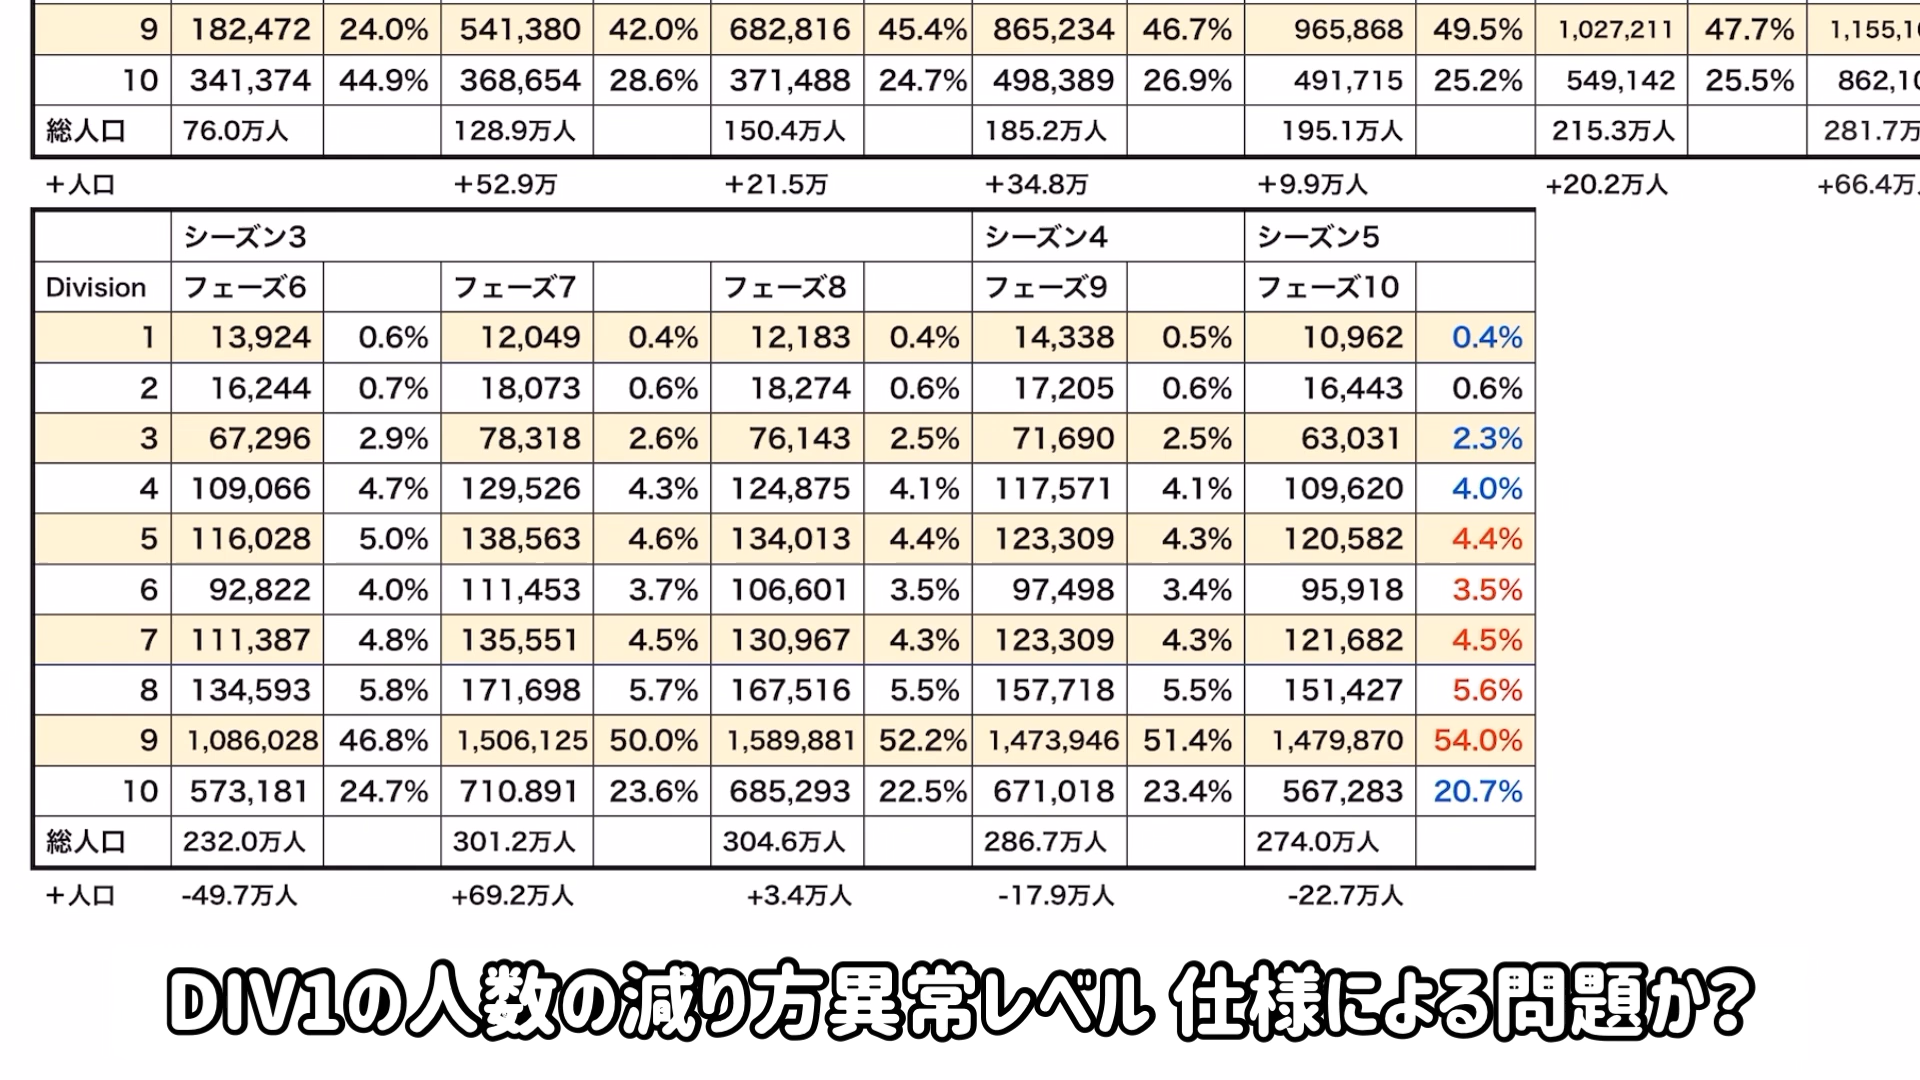 9 182,472 24.0% 541,380 42.0% 682,816 45.4% 865,234 46.7% 965,868 49.5% 1,027,211 47.7% 1,155,1
10 341,374 44.9% 368,654 28.6% 371,488 24.7% 498,389 26.9% 491,715 25.2% 549,142 25.5% 862,10
総人口 76.0万人 128.9万人 150.4万人 185.2万人 195.1万人 215.3万人 281.7万
＋人口 +52.9万 +21.5万 +34.8万 +9.9万人 +20.2万人 +66.4万
シーズン3 シーズン4 シーズン5
Division フェーズ6 フェーズ7 フェーズ8 フェーズ9 フェーズ10
1 13,924 0.6% 12,049 0.4% 12,183 0.4% 14,338 0.5% 10,962 0.4%
2 16,244 0.7% 18,073 0.6% 18,274 0.6% 17,205 0.6% 16,443 0.6%
3 67,296 2.9% 78,318 2.6% 76,143 2.5% 71,690 2.5% 63,031 2.3%
4 109,066 4.7% 129,526 4.3% 124,875 4.1% 117,571 4.1% 109,620 4.0%
5 116,028 5.0% 138,563 4.6% 134,013 4.4% 123,309 4.3% 120,582 4.4%
6 92,822 4.0% 111,453 3.7% 106,601 3.5% 97,498 3.4% 95,918 3.5%
7 111,387 4.8% 135,551 4.5% 130,967 4.3% 123,309 4.3% 121,682 4.5%
8 134,593 5.8% 171,698 5.7% 167,516 5.5% 157,718 5.5% 151,427 5.6%
9 1,086,028 46.8% 1,506,125 50.0% 1,589,881 52.2% 1,473,946 51.4% 1,479,870 54.0%
10 573,181 24.7% 710.891 23.6% 685,293 22.5% 671,018 23.4% 567,283 20.7%
総人口 232.0万人 301.2万人 304.6万人 286.7万人 274.0万人
＋人口 -49.7万人 +69.2万人 +3.4万人 -17.9万人 -22.7万人
DIV1の人数の減り方異常レベル 仕様による問題か?